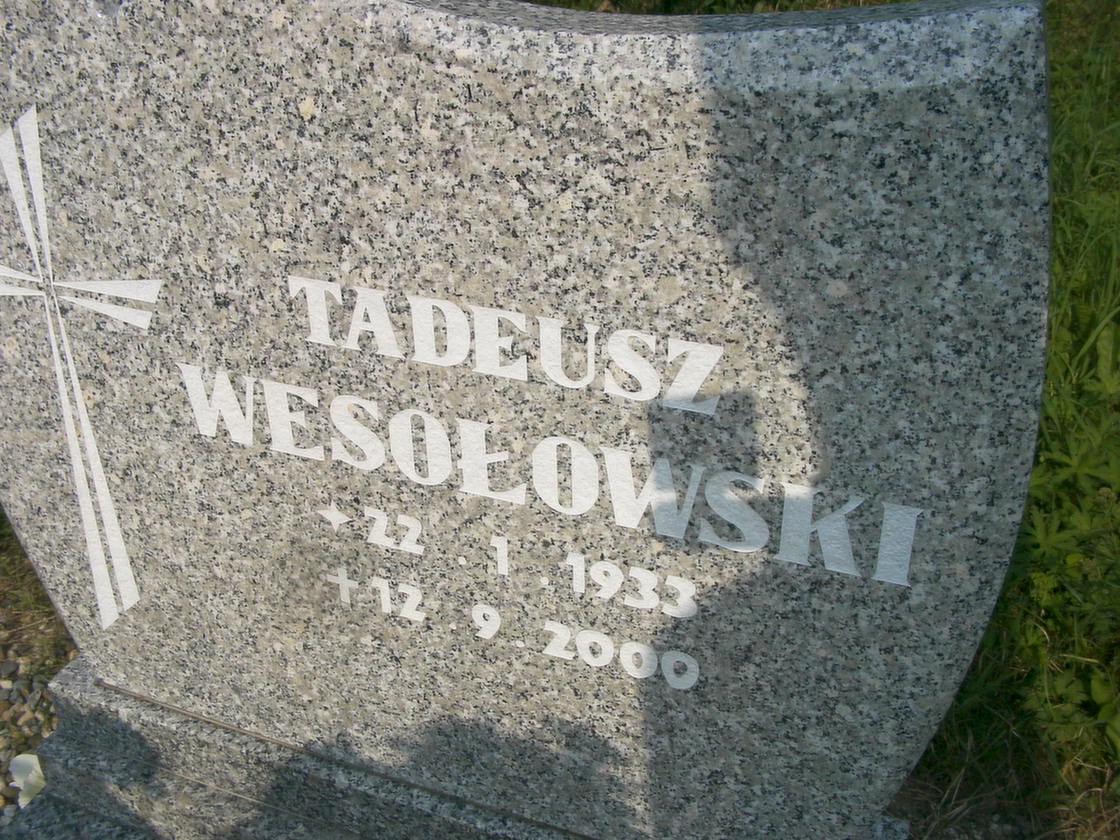 TADEUSZ
WESOŁOWSKI
✦22.1.1933
✝12.9.2000